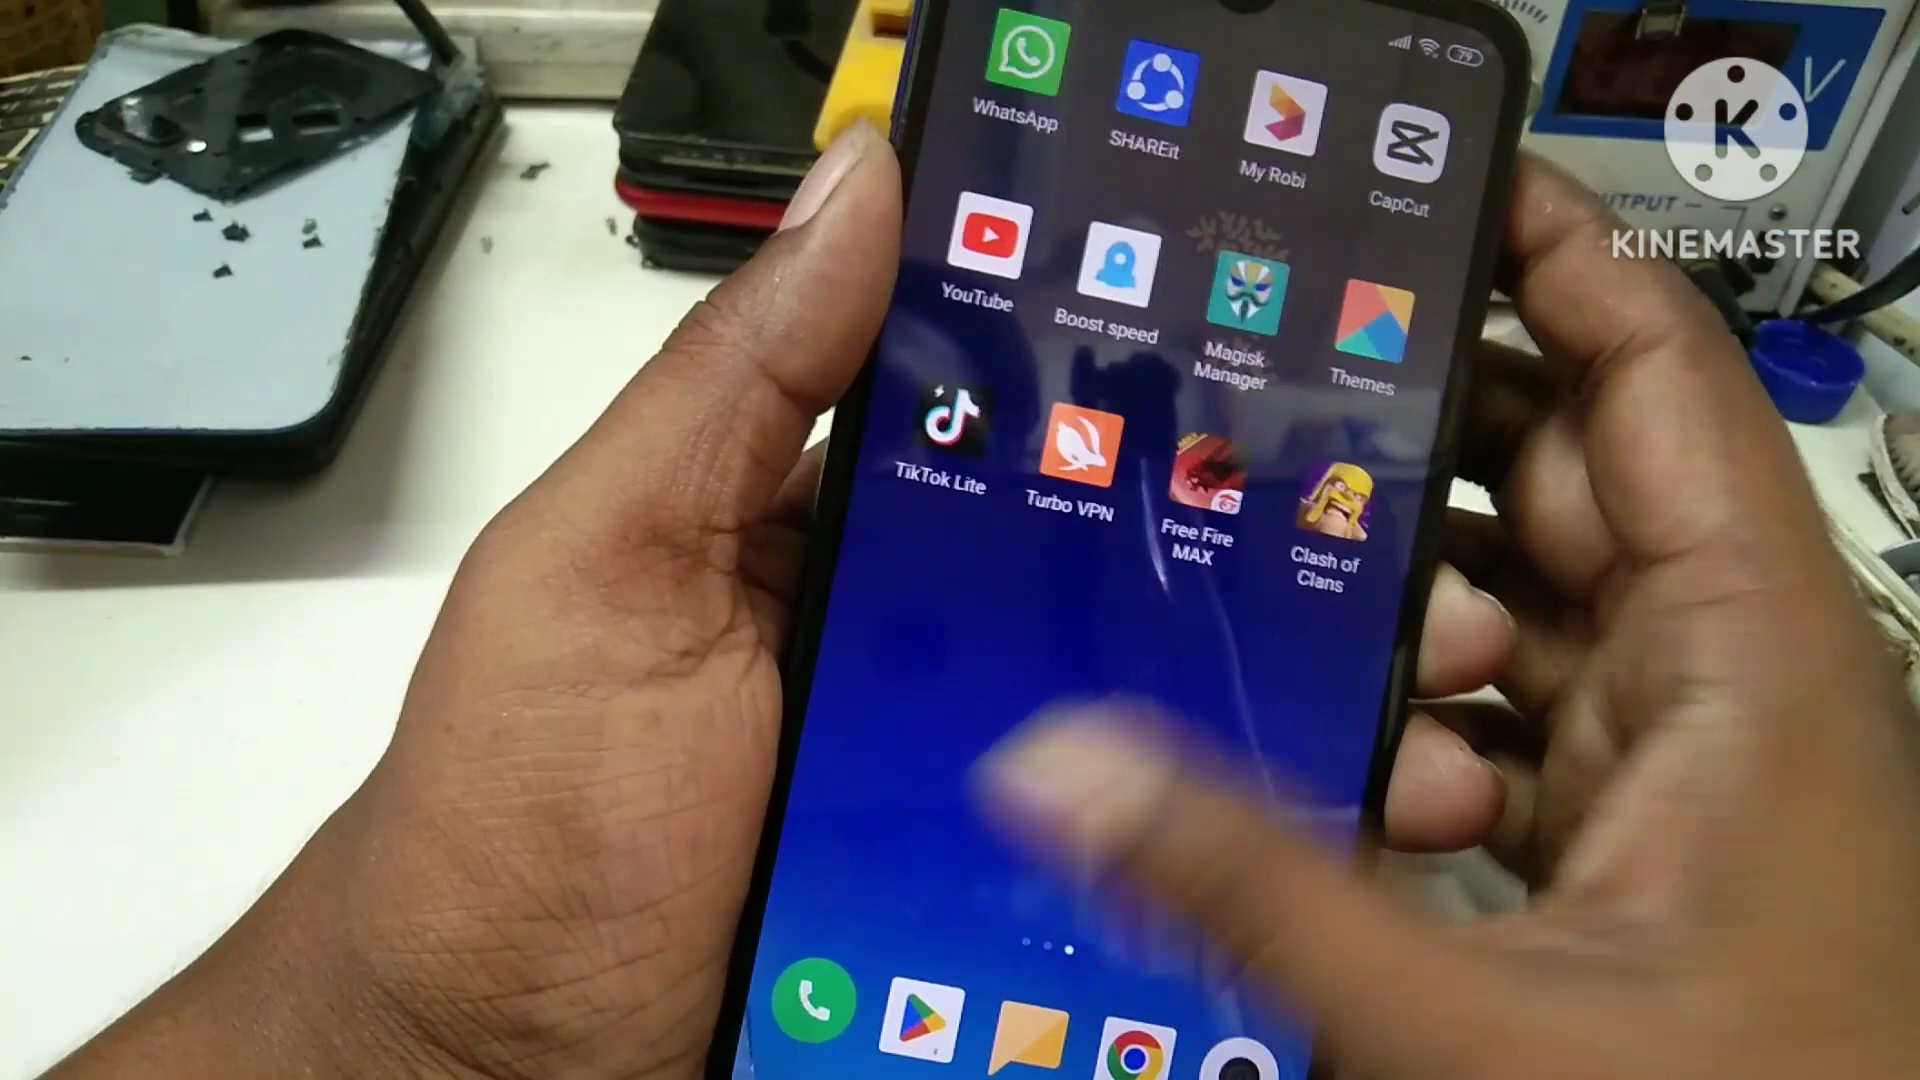 79
WhatsApp
SHAREit
My Robi
CapCut
YouTube
Boost speed
Magisk
Manager
Themes
TikTok Lite
Turbo VPN
Free Fire
MAX
Clash of
Clans
V
K
KINEMASTER